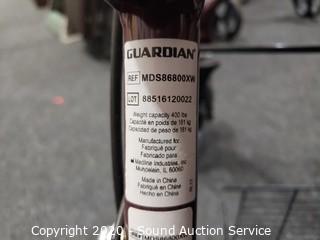 GUARDIAN
REF MDS86800XW
LOT 88516120022
Weight capacity 400 lbs
Capacité en poids de 181 kg
Capacidad de peso de 181 kg
Manufactured for:
Fabriqué pour
Fabricado para
Medline Industries, Inc.
Mundelein, IL 60060
Made in China
Fabriqué en Chine
Hecho en China
Copyright 2020 - Sound Auction Service